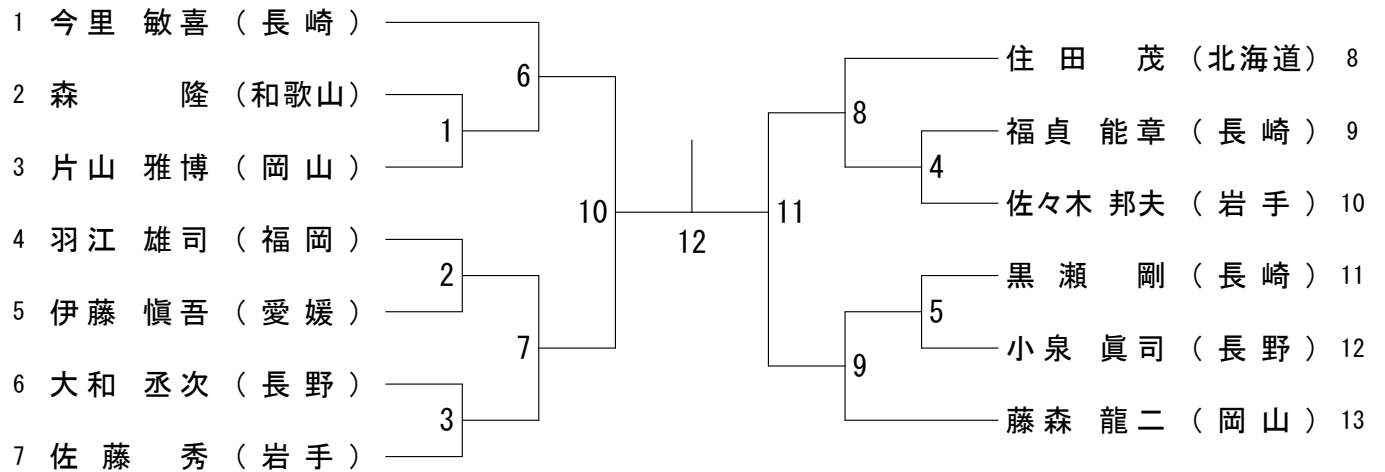 1 今里 敏喜 （ 長 崎 ）
2 森 隆 （和歌山）
3 片山 雅博 （ 岡 山 ）
4 羽江 雄司 （ 福 岡 ）
5 伊藤 愼吾 （ 愛 媛 ）
6 大和 丞次 （ 長 野 ）
7 佐 藤 秀 （ 岩 手 ）
6
1
2
7
3
10
12
11
8
4
5
9
住 田 茂 （北海道） 8
福貞 能章 （ 長 崎 ） 9
佐々木 邦夫 （ 岩 手 ） 10
黒 瀬 剛 （ 長 崎 ） 11
小泉 眞司 （ 長 野 ） 12
藤森 龍二 （ 岡 山 ） 13